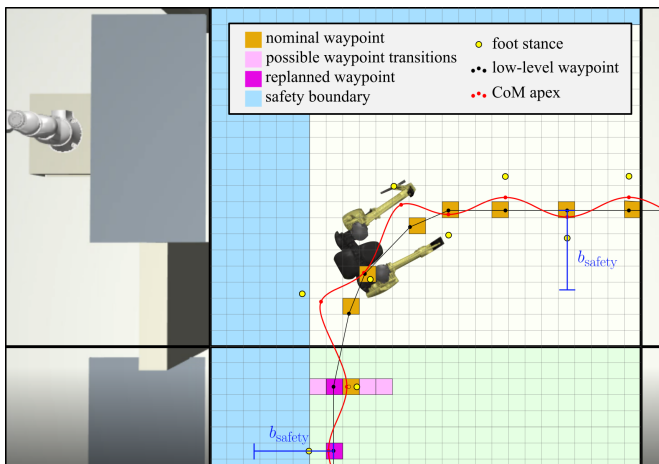 nominal waypoint
possible waypoint transitions
replanned waypoint
safety boundary
foot stance
low-level waypoint
CoM apex
b_safety
b_safety